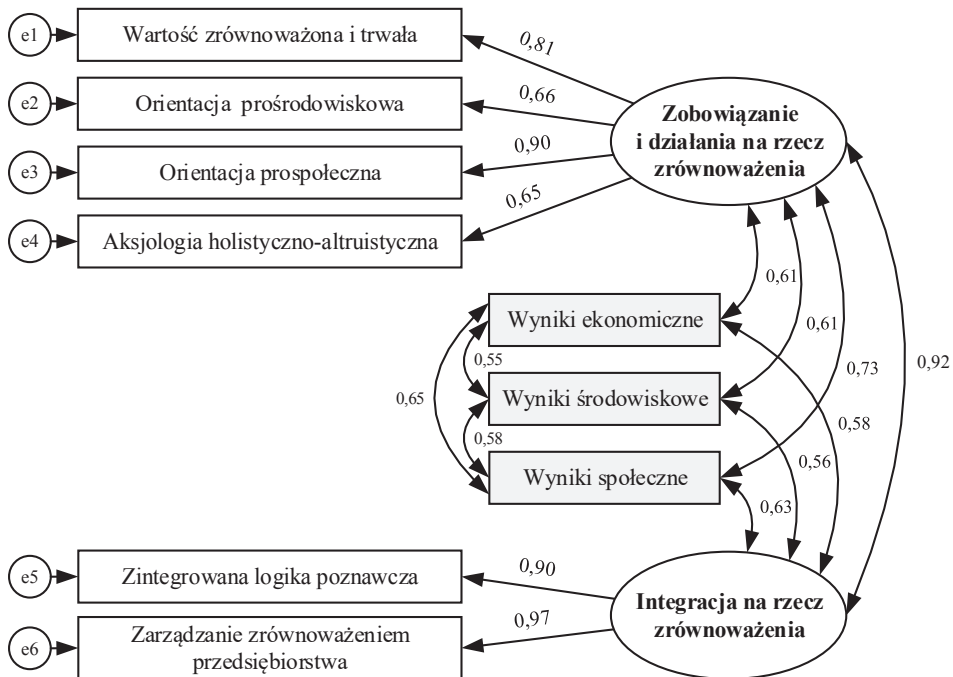 e1
Wartość zrównoważona i trwała
0,81
e2
Orientacja prośrodowiskowa
0,66
Zobowiązanie
i działania na rzecz
zrównoważenia
e3
Orientacja prospołeczna
0,90
e4
Aksjologia holistyczno-altruistyczna
0,65
0,61
Wyniki ekonomiczne
0,61
0,55
0,73
0,92
0,65
Wyniki środowiskowe
0,58
0,58
0,56
Wyniki społeczne
0,63
e5
Zintegrowana logika poznawcza
0,90
Integracja na rzecz
zrównoważenia
e6
Zarządzanie zrównoważeniem
przedsiębiorstwa
0,97